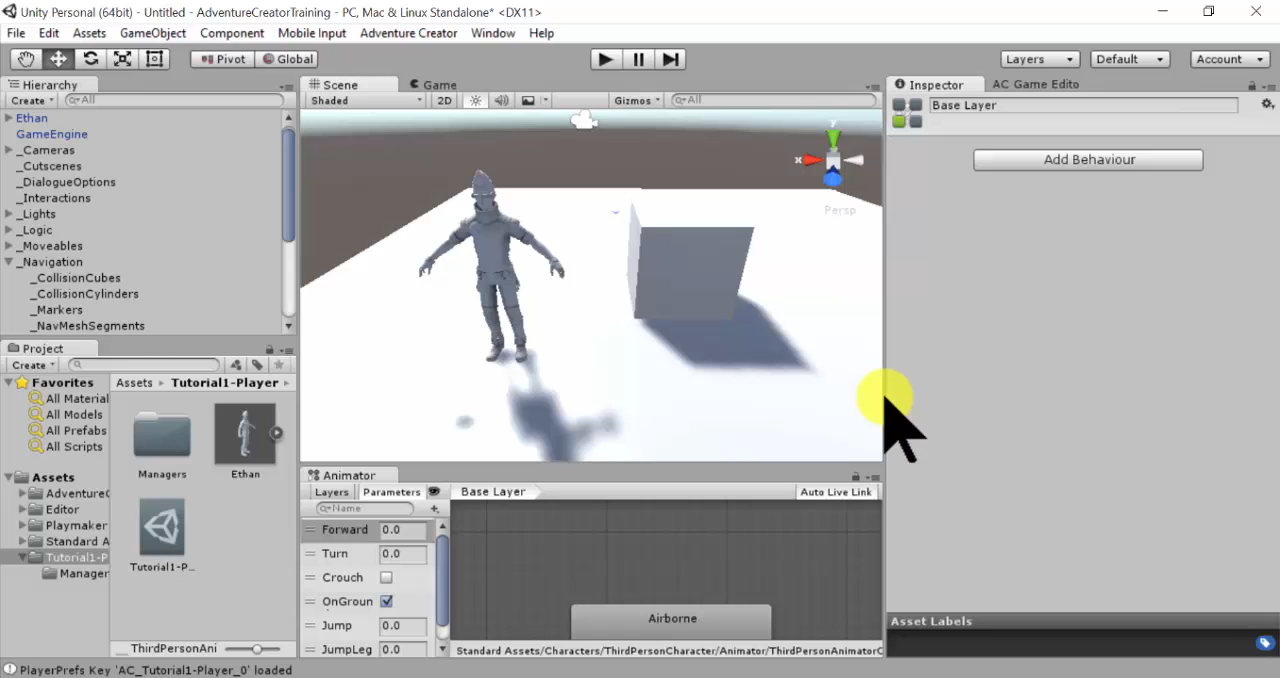 Unity Personal (64bit) - Untitled - AdventureCreatorTraining - PC, Mac & Linux Standalone* <DX11>
File Edit Assets GameObject Component Mobile Input Adventure Creator Window Help
Pivot Global Layers Default Account
Hierarchy
Create All
Ethan
GameEngine
_Cameras
_Cutscenes
_DialogueOptions
_Interactions
_Lights
_Logic
_Moveables
_Navigation
_CollisionCubes
_CollisionCylinders
_Markers
_NavMeshSegments
Scene Game
Shaded 2D Gizmos All
y
x
Persp
Inspector AC Game Edito
Base Layer
Add Behaviour
Project
Create
Favorites
All Material
All Models
All Prefabs
All Scripts
Assets
AdventureC
Editor
Playmaker
Standard A
Tutorial1-P
Manager
Assets Tutorial1-Player
Managers
Ethan
Tutorial1-P...
ThirdPersonAni
Animator
Layers Parameters Base Layer Auto Live Link
Name
Forward 0.0
Turn 0.0
Crouch
OnGroun
Jump 0.0
JumpLeg 0.0
Airborne
Standard Assets/Characters/ThirdPersonCharacter/Animator/ThirdPersonAnimatorC
Asset Labels
PlayerPrefs Key 'AC_Tutorial1-Player_0' loaded